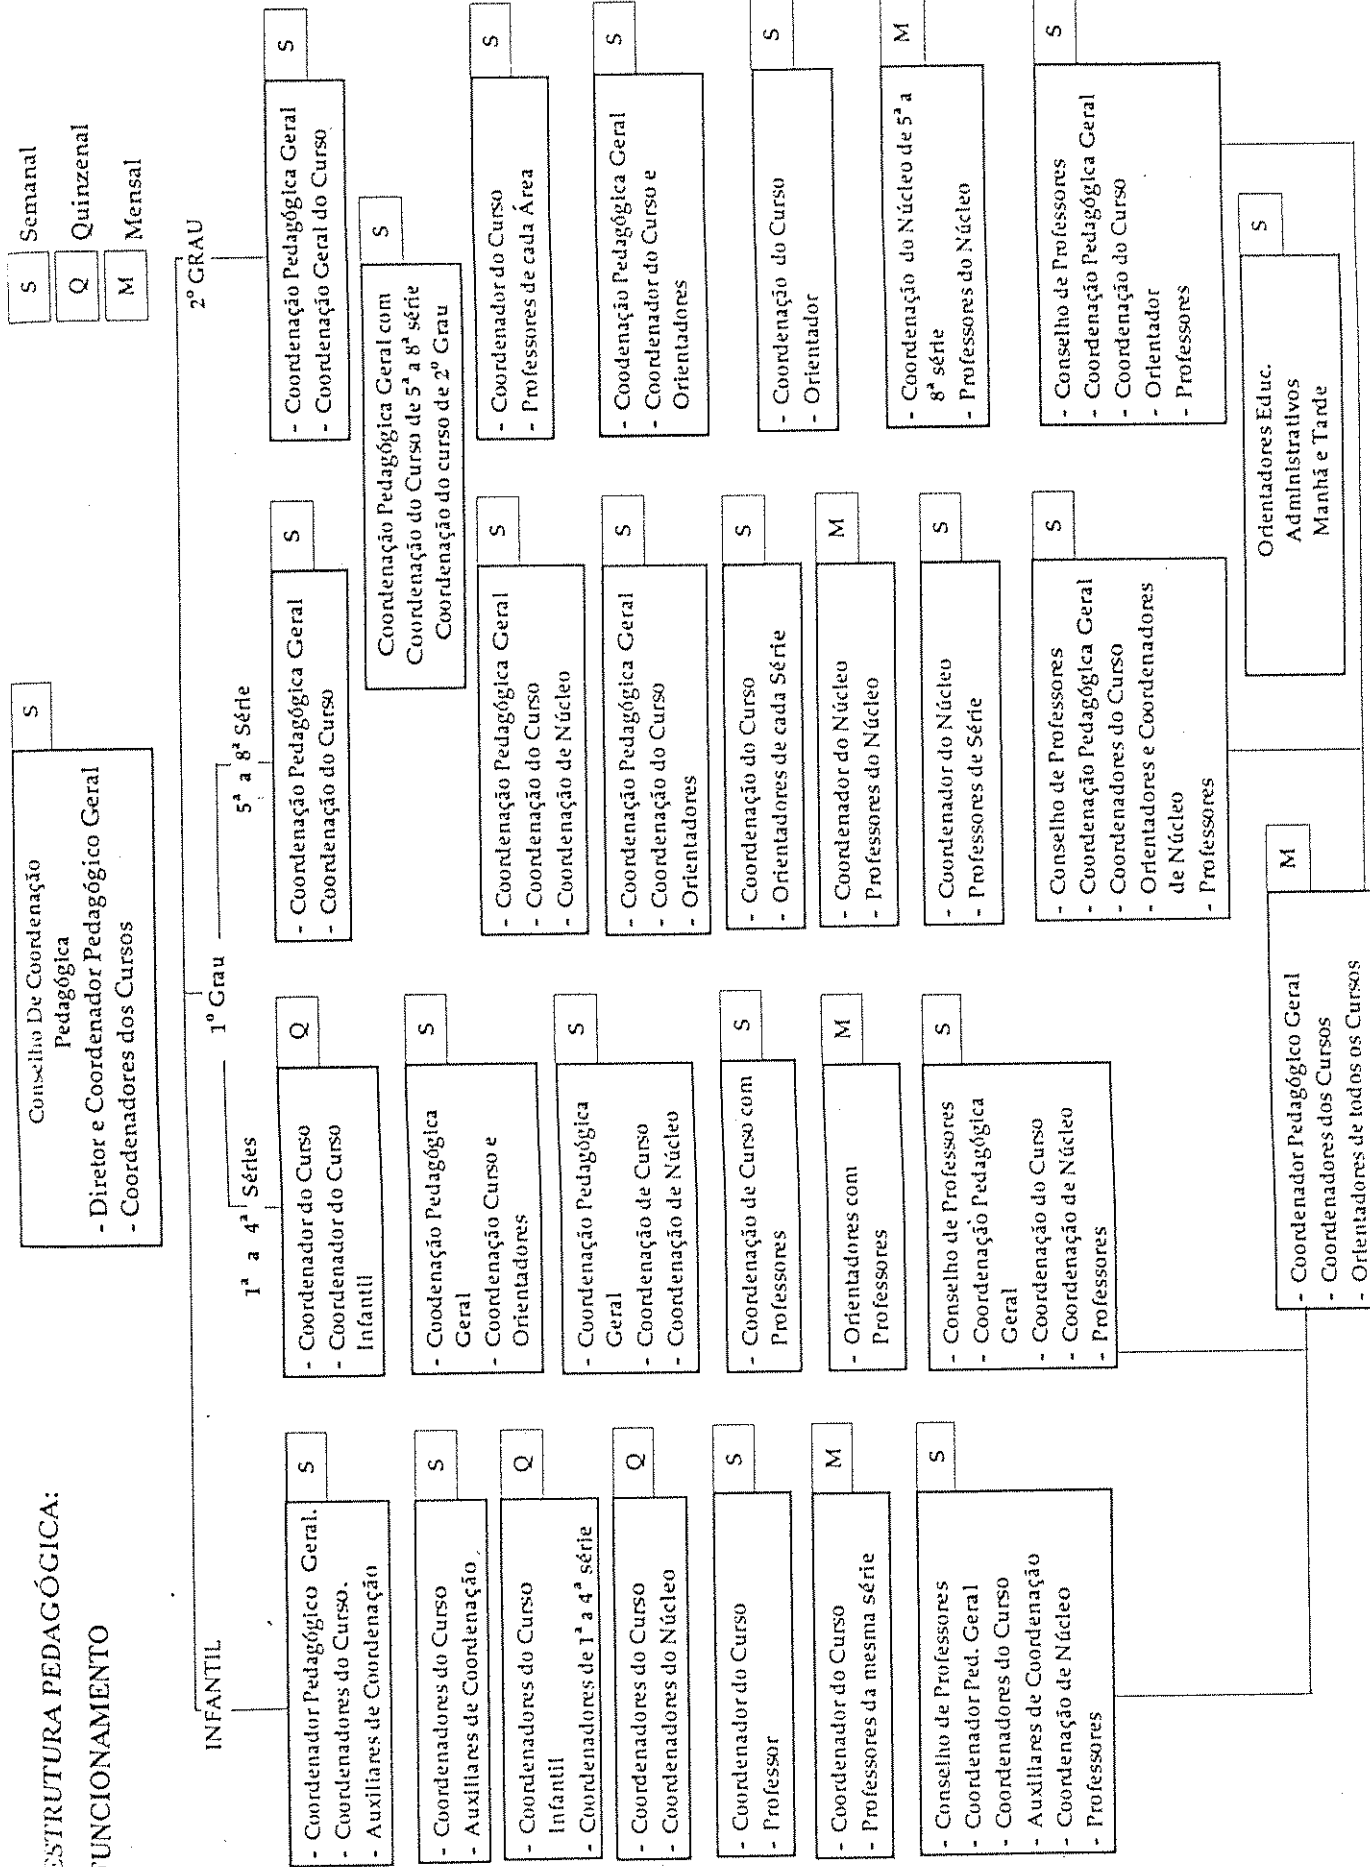 ESTRUTURA PEDAGÓGICA:
FUNCIONAMENTO
Conselho De Coordenação
Pedagógica
- Diretor e Coordenador Pedagógico Geral
- Coordenadores dos Cursos
S
S Semanal
Q Quinzenal
M Mensal
INFANTIL
- Coordenador Pedagógico Geral.
- Coordenadores do Curso.
- Auxiliares de Coordenação
S
- Coordenadores do Curso
- Auxiliares de Coordenação
S
- Coordenadores do Curso
Infantil
- Coordenadores de 1ª a 4ª série
Q
- Coordenadores do Curso
- Coordenadores do Núcleo
Q
- Coordenador do Curso
- Professor
S
- Coordenador do Curso
- Professores da mesma série
M
- Conselho de Professores
- Coordenador Ped. Geral
- Coordenadores do Curso
- Auxiliares de Coordenação
- Coordenação de Núcleo
- Professores
S
1º Grau
1ª a 4ª Séries
- Coordenador do Curso
- Coordenador do Curso
Infantil
Q
- Coodenação Pedagógica
Geral
- Coordenação Curso e
Orientadores
S
- Coordenação Pedagógica
Geral
- Coordenação de Curso
- Coordenação de Núcleo
S
- Coordenação de Curso com
Professores
S
- Orientadores com
Professores
M
- Conselho de Professores
- Coordenação Pedagógica
Geral
- Coordenação do Curso
- Coordenação de Núcleo
- Professores
S
5ª a 8ª Série
- Coordenação Pedagógica Geral
- Coordenação do Curso
S
Coordenação Pedagógica Geral com
Coordenação do Curso de 5ª a 8ª série
Coordenação do curso de 2º Grau
S
- Coordenação Pedagógica Geral
- Coordenação do Curso
- Coordenação de Núcleo
S
- Coordenação Pedagógica Geral
- Coordenação do Curso
- Orientadores
S
- Coordenação do Curso
- Orientadores de cada Série
S
- Coordenador do Núcleo
- Professores do Núcleo
M
- Coordenador do Núcleo
- Professores de Série
S
- Conselho de Professores
- Coordenação Pedagógica Geral
- Coordenadores do Curso
- Orientadores e Coordenadores
de Núcleo
- Professores
S
2º GRAU
- Coordenação Pedagógica Geral
- Coordenação Geral do Curso
S
- Coordenador do Curso
- Professores de cada Área
S
- Coodenação Pedagógica Geral
- Coordenador do Curso e
Orientadores
S
- Coordenação do Curso
- Orientador
S
- Coordenação do Núcleo de 5ª a
8ª série
- Professores do Núcleo
M
- Conselho de Professores
- Coordenação Pedagógica Geral
- Coordenação do Curso
- Orientador
- Professores
S
Orientadores Educ.
Administrativos
Manhã e Tarde
S
- Coordenador Pedagógico Geral
- Coordenadores dos Cursos
- Orientadores de todos os Cursos
M